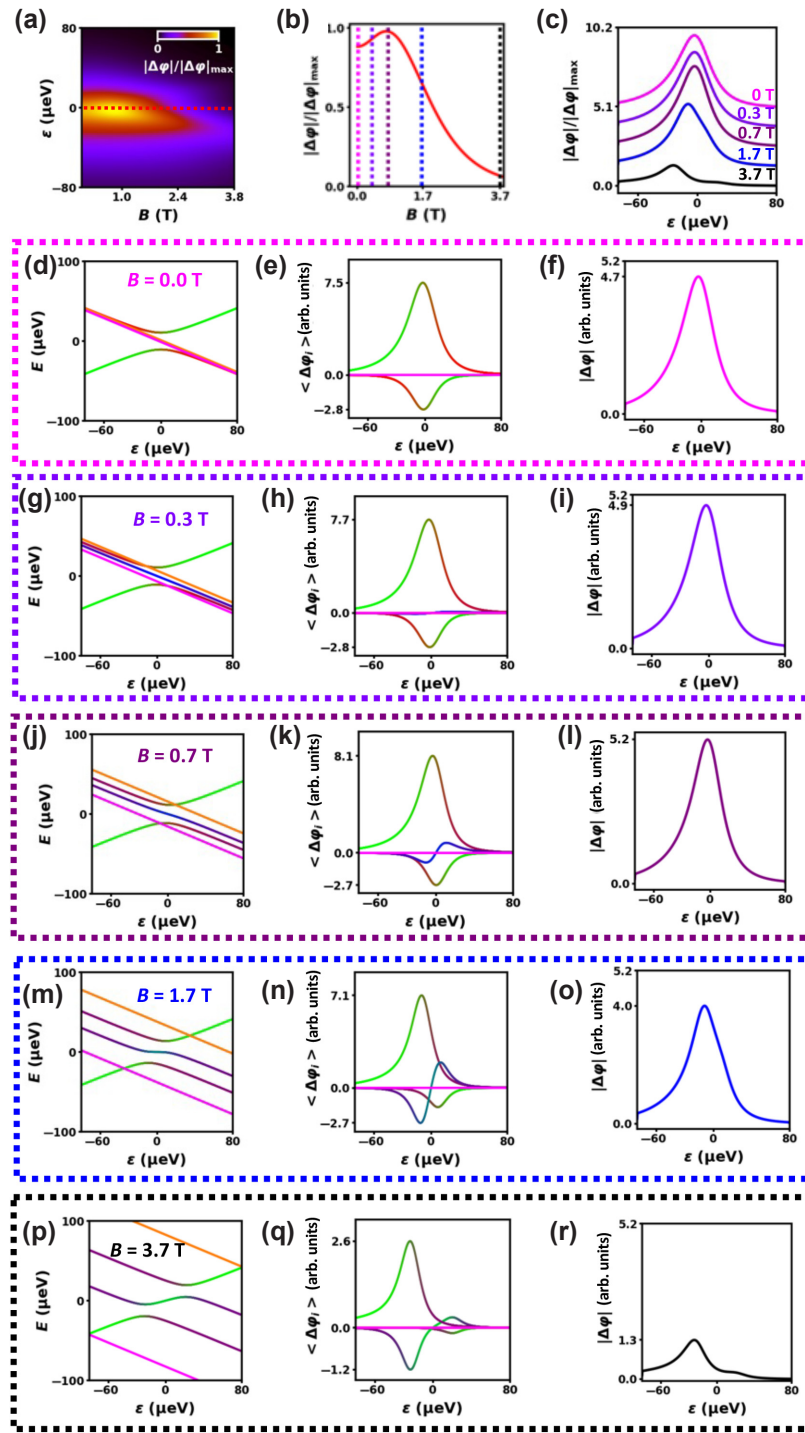 (a)
80
0
−80
ε (µeV)
0 1
|Δφ|/|Δφ|max
1.0 2.4 3.8
B (T)
(b)
1.0
0.5
0.0
|Δφ|/|Δφ|max
0.0 1.7 3.7
B (T)
(c)
10.2
5.1
0.0
|Δφ|/|Δφ|max
0 T
0.3 T
0.7 T
1.7 T
3.7 T
−60 0 60
ε (µeV)
(d)
B = 0.0 T
100
0
−100
E (µeV)
−60 0 80
ε (µeV)
(e)
7.5
0.0
−2.8
< Δφi > (arb. units)
−60 0 80
ε (µeV)
(f)
5.2
4.7
0.0
|Δφ| (arb. units)
−60 0 80
ε (µeV)
(g)
B = 0.3 T
100
0
−100
E (µeV)
−60 0 80
ε (µeV)
(h)
7.7
0.0
−2.8
< Δφi > (arb. units)
−60 0 80
ε (µeV)
(i)
5.2
4.9
0.0
|Δφ| (arb. units)
−60 0 80
ε (µeV)
(j)
B = 0.7 T
100
0
−100
E (µeV)
−60 0 80
ε (µeV)
(k)
8.1
0.0
−2.7
< Δφi > (arb. units)
−60 0 80
ε (µeV)
(l)
5.2
0.0
|Δφ| (arb. units)
−60 0 80
ε (µeV)
(m)
B = 1.7 T
100
0
−100
E (µeV)
−60 0 80
ε (µeV)
(n)
7.1
0.0
−2.7
< Δφi > (arb. units)
−60 0 80
ε (µeV)
(o)
5.2
4.0
0.0
|Δφ| (arb. units)
−60 0 80
ε (µeV)
(p)
B = 3.7 T
100
0
−100
E (µeV)
−60 0 80
ε (µeV)
(q)
2.6
0.0
−1.2
< Δφi > (arb. units)
−60 0 80
ε (µeV)
(r)
5.2
1.3
0.0
|Δφ| (arb. units)
−60 0 80
ε (µeV)